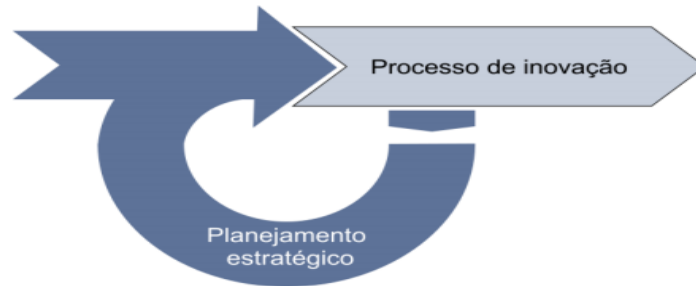 Processo de inovação
Planejamento
estratégico